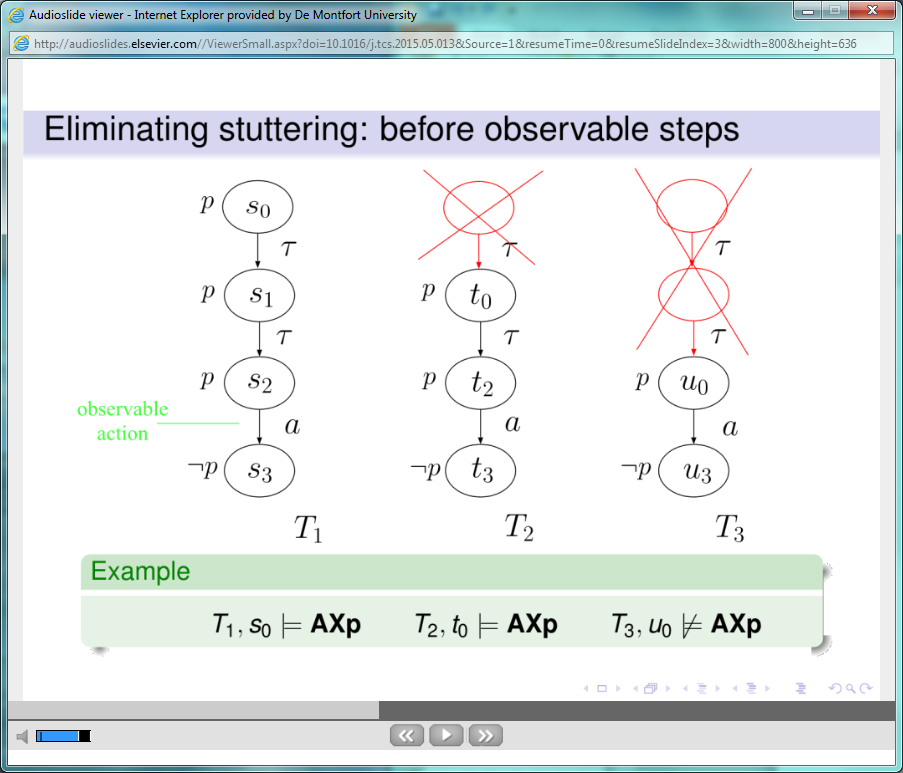 Audioslide viewer - Internet Explorer provided by De Montfort University
http://audioslides.elsevier.com//ViewerSmall.aspx?doi=10.1016/j.tcs.2015.05.013&Source=1&resumeTime=0&resumeSlideIndex=3&width=800&height=636
Eliminating stuttering: before observable steps
p s₀
τ τ τ
p s₁ p t₀
τ τ τ
p s₂ p t₂ p u₀
observable
action
a a a
¬p s₃ ¬p t₃ ¬p u₃
T₁ T₂ T₃
Example
T₁, s₀ ⊨ AXp T₂, t₀ ⊨ AXp T₃, u₀ ⊭ AXp